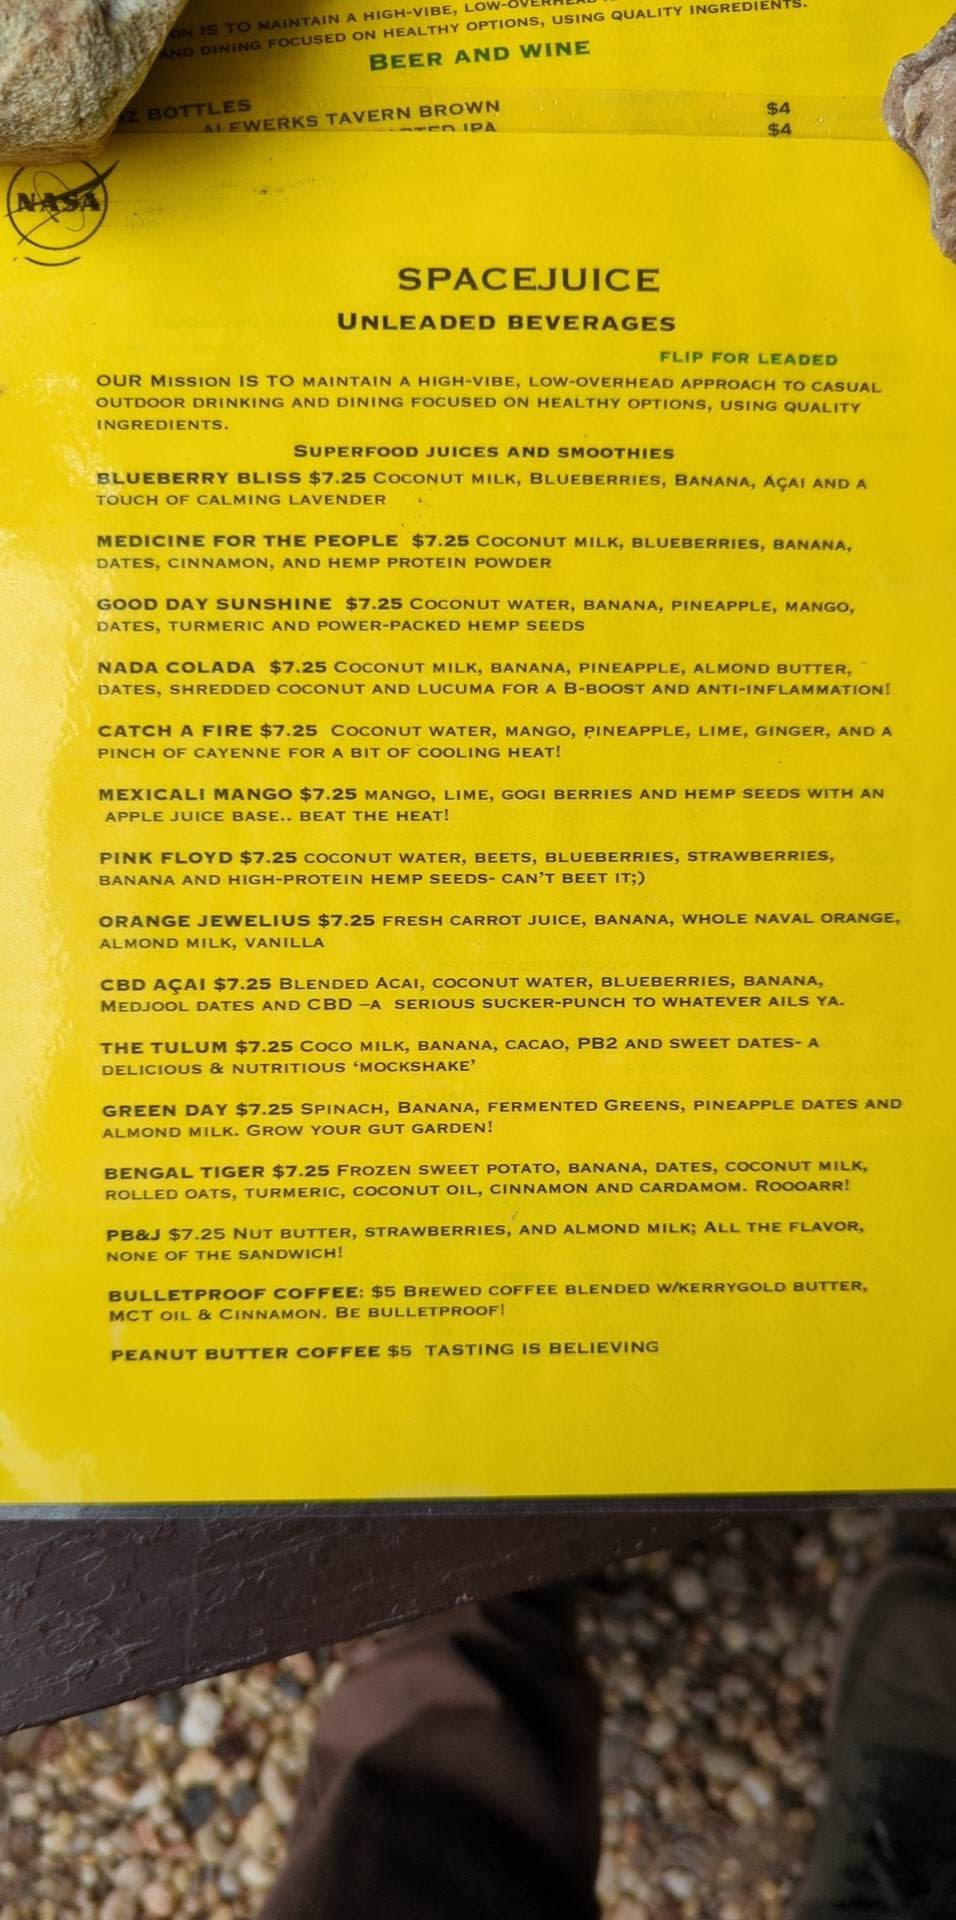 ON IS TO MAINTAIN A HIGH-VIBE, LOW-OVERHEAD
AND DINING FOCUSED ON HEALTHY OPTIONS, USING QUALITY INGREDIENTS.
BEER AND WINE
OZ BOTTLES
ALEWERKS TAVERN BROWN $4
IPA $4
NASA
SPACEJUICE
UNLEADED BEVERAGES
FLIP FOR LEADED
OUR MISSION IS TO MAINTAIN A HIGH-VIBE, LOW-OVERHEAD APPROACH TO CASUAL
OUTDOOR DRINKING AND DINING FOCUSED ON HEALTHY OPTIONS, USING QUALITY
INGREDIENTS.
SUPERFOOD JUICES AND SMOOTHIES
BLUEBERRY BLISS $7.25 COCONUT MILK, BLUEBERRIES, BANANA, AÇAI AND A
TOUCH OF CALMING LAVENDER
MEDICINE FOR THE PEOPLE $7.25 COCONUT MILK, BLUEBERRIES, BANANA,
DATES, CINNAMON, AND HEMP PROTEIN POWDER
GOOD DAY SUNSHINE $7.25 COCONUT WATER, BANANA, PINEAPPLE, MANGO,
DATES, TURMERIC AND POWER-PACKED HEMP SEEDS
NADA COLADA $7.25 COCONUT MILK, BANANA, PINEAPPLE, ALMOND BUTTER,
DATES, SHREDDED COCONUT AND LUCUMA FOR A B-BOOST AND ANTI-INFLAMMATION!
CATCH A FIRE $7.25 COCONUT WATER, MANGO, PINEAPPLE, LIME, GINGER, AND A
PINCH OF CAYENNE FOR A BIT OF COOLING HEAT!
MEXICALI MANGO $7.25 MANGO, LIME, GOGI BERRIES AND HEMP SEEDS WITH AN
APPLE JUICE BASE.. BEAT THE HEAT!
PINK FLOYD $7.25 COCONUT WATER, BEETS, BLUEBERRIES, STRAWBERRIES,
BANANA AND HIGH-PROTEIN HEMP SEEDS- CAN'T BEET IT;)
ORANGE JEWELIUS $7.25 FRESH CARROT JUICE, BANANA, WHOLE NAVAL ORANGE,
ALMOND MILK, VANILLA
CBD AÇAI $7.25 BLENDED ACAI, COCONUT WATER, BLUEBERRIES, BANANA,
MEDJOOL DATES AND CBD –A SERIOUS SUCKER-PUNCH TO WHATEVER AILS YA.
THE TULUM $7.25 COCO MILK, BANANA, CACAO, PB2 AND SWEET DATES- A
DELICIOUS & NUTRITIOUS 'MOCKSHAKE'
GREEN DAY $7.25 SPINACH, BANANA, FERMENTED GREENS, PINEAPPLE DATES AND
ALMOND MILK. GROW YOUR GUT GARDEN!
BENGAL TIGER $7.25 FROZEN SWEET POTATO, BANANA, DATES, COCONUT MILK,
ROLLED OATS, TURMERIC, COCONUT OIL, CINNAMON AND CARDAMOM. ROOOARR!
PB&J $7.25 NUT BUTTER, STRAWBERRIES, AND ALMOND MILK; ALL THE FLAVOR,
NONE OF THE SANDWICH!
BULLETPROOF COFFEE: $5 BREWED COFFEE BLENDED W/KERRYGOLD BUTTER,
MCT OIL & CINNAMON. BE BULLETPROOF!
PEANUT BUTTER COFFEE $5 TASTING IS BELIEVING